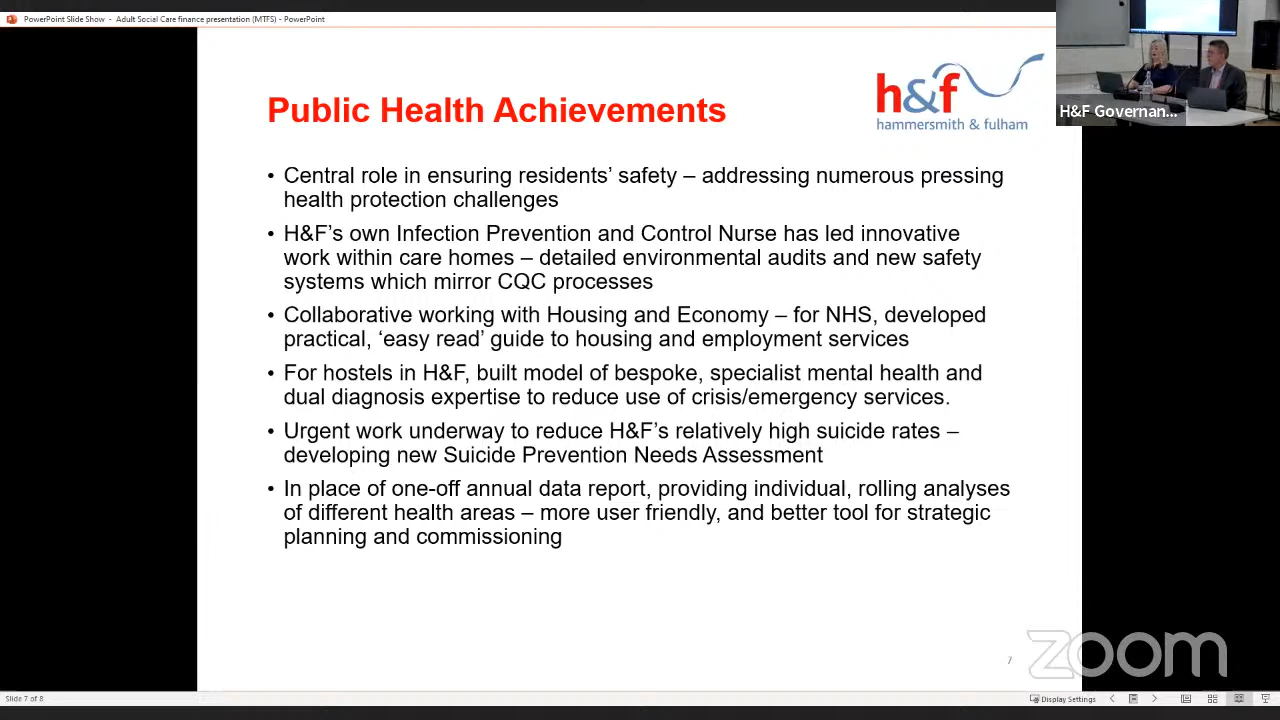 PowerPoint Slide Show - Adult Social Care finance presentation (MTFS) - PowerPoint
H&F Governan...
h&f
hammersmith & fulham
Public Health Achievements
• Central role in ensuring residents’ safety – addressing numerous pressing
health protection challenges
• H&F’s own Infection Prevention and Control Nurse has led innovative
work within care homes – detailed environmental audits and new safety
systems which mirror CQC processes
• Collaborative working with Housing and Economy – for NHS, developed
practical, ‘easy read’ guide to housing and employment services
• For hostels in H&F, built model of bespoke, specialist mental health and
dual diagnosis expertise to reduce use of crisis/emergency services.
• Urgent work underway to reduce H&F’s relatively high suicide rates –
developing new Suicide Prevention Needs Assessment
• In place of one-off annual data report, providing individual, rolling analyses
of different health areas – more user friendly, and better tool for strategic
planning and commissioning
7
zoom
Slide 7 of 8
Display Settings